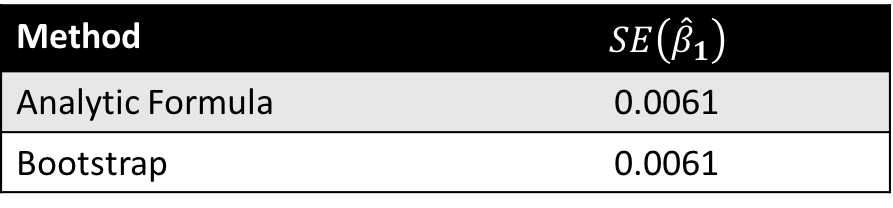 Method SE(β̂₁)
Analytic Formula 0.0061
Bootstrap 0.0061